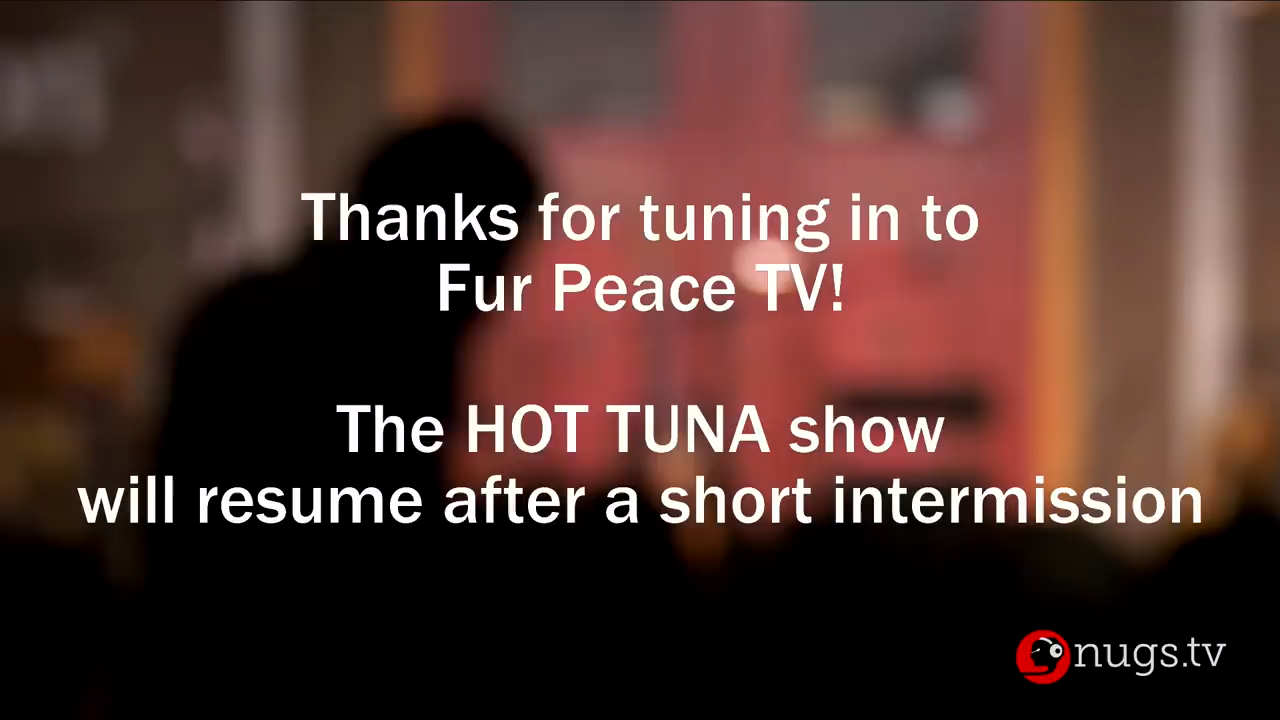 Thanks for tuning in to
Fur Peace TV!
The HOT TUNA show
will resume after a short intermission
nugs.tv